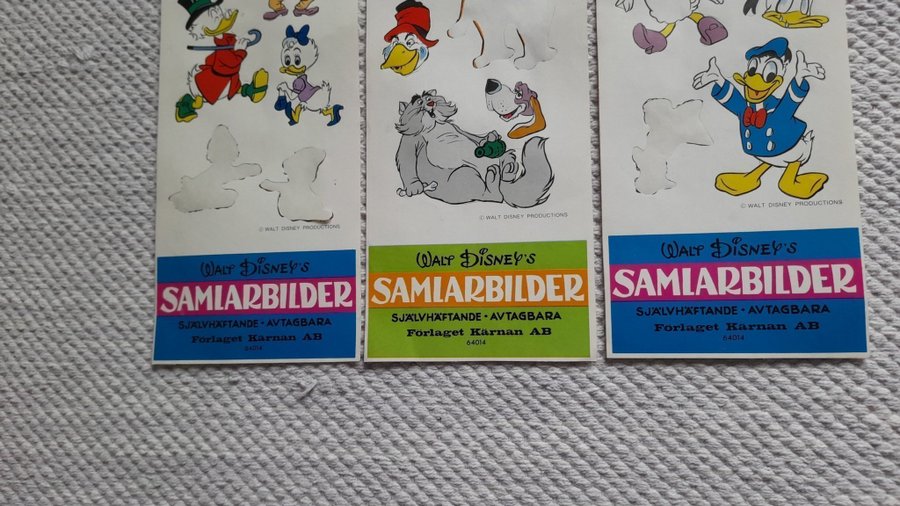 © WALT DISNEY PRODUCTIONS
WALT DISNEY'S
SAMLARBILDER
SJÄLVHÄFTANDE · AVTAGBARA
Förlaget Kärnan AB
64014
© WALT DISNEY PRODUCTIONS
WALT DISNEY'S
SAMLARBILDER
SJÄLVHÄFTANDE · AVTAGBARA
Förlaget Kärnan AB
64014
© WALT DISNEY PRODUCTIONS
WALT DISNEY'S
SAMLARBILDER
SJÄLVHÄFTANDE · AVTAGBARA
Förlaget Kärnan AB
64014